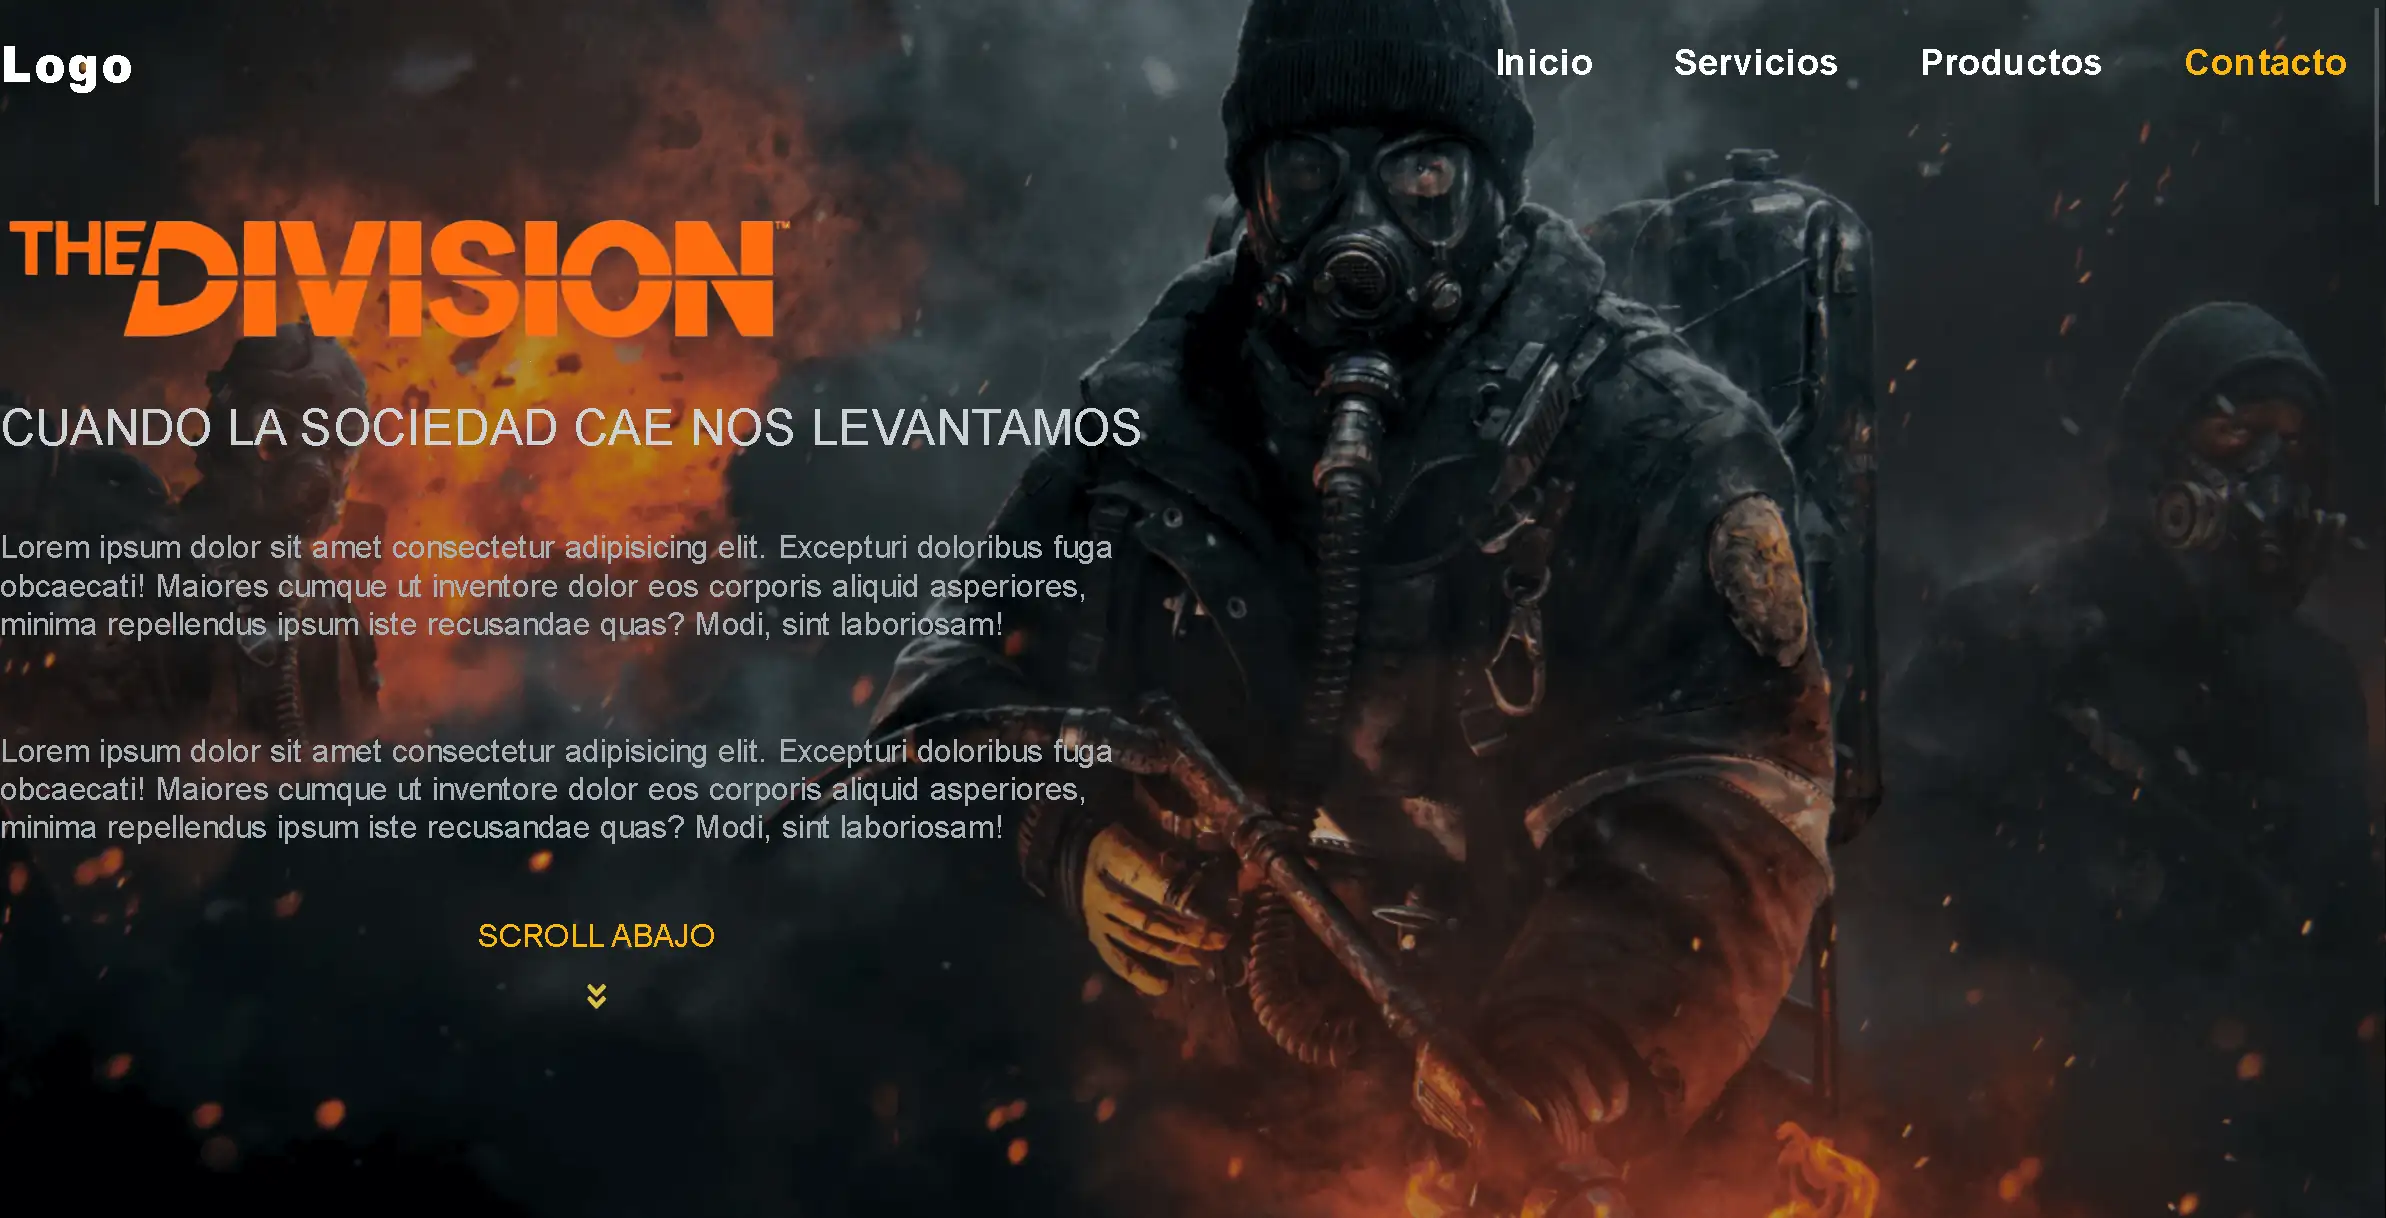 Logo
Inicio Servicios Productos Contacto
THE DIVISION™
CUANDO LA SOCIEDAD CAE NOS LEVANTAMOS
Lorem ipsum dolor sit amet consectetur adipisicing elit. Excepturi doloribus fuga
obcaecati! Maiores cumque ut inventore dolor eos corporis aliquid asperiores,
minima repellendus ipsum iste recusandae quas? Modi, sint laboriosam!
Lorem ipsum dolor sit amet consectetur adipisicing elit. Excepturi doloribus fuga
obcaecati! Maiores cumque ut inventore dolor eos corporis aliquid asperiores,
minima repellendus ipsum iste recusandae quas? Modi, sint laboriosam!
SCROLL ABAJO